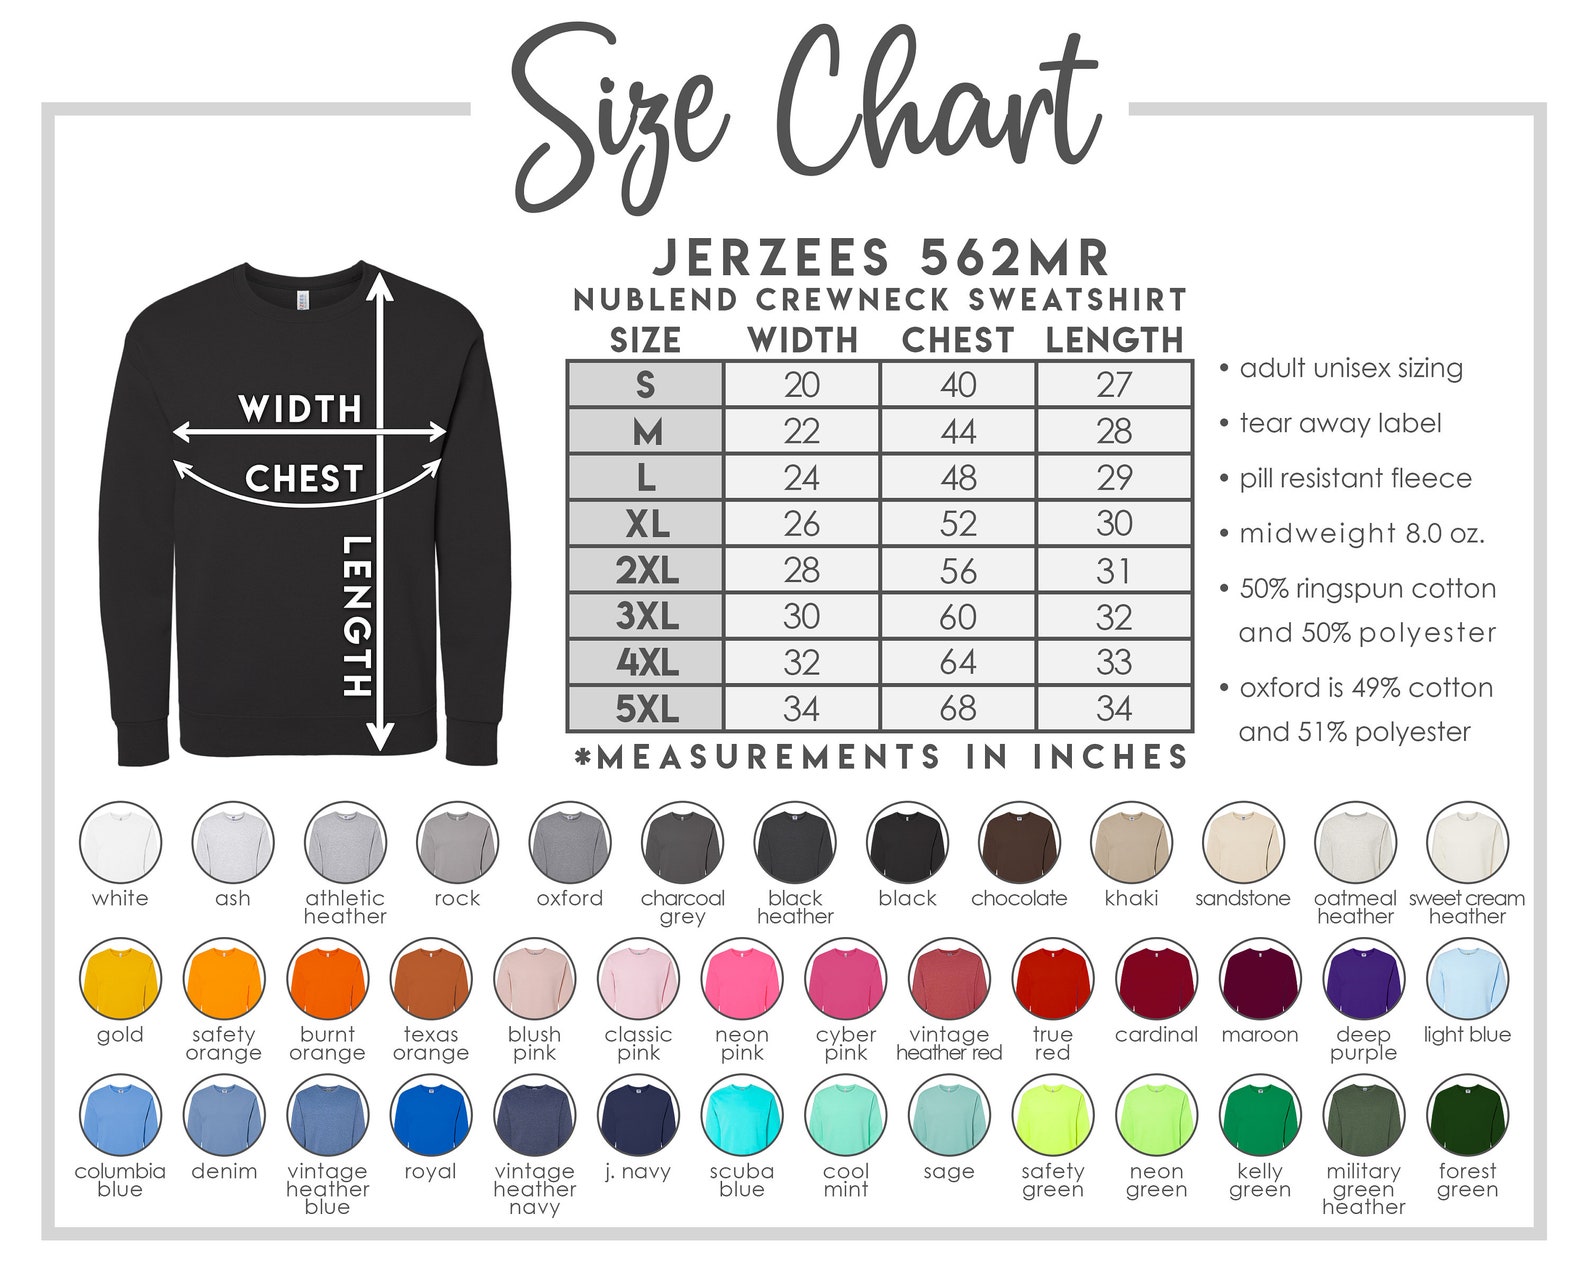 Size Chart
JERZEES 562MR
NUBLEND CREWNECK SWEATSHIRT
SIZE WIDTH CHEST LENGTH
S 20 40 27
M 22 44 28
L 24 48 29
XL 26 52 30
2XL 28 56 31
3XL 30 60 32
4XL 32 64 33
5XL 34 68 34
*MEASUREMENTS IN INCHES
WIDTH
CHEST
LENGTH
• adult unisex sizing
• tear away label
• pill resistant fleece
• midweight 8.0 oz.
• 50% ringspun cotton
and 50% polyester
• oxford is 49% cotton
and 51% polyester
white
ash
athletic
heather
rock
oxford
charcoal
grey
black
heather
black
chocolate
khaki
sandstone
oatmeal
heather
sweet cream
heather
gold
safety
orange
burnt
orange
texas
orange
blush
pink
classic
pink
neon
pink
cyber
pink
vintage
heather red
true
red
cardinal
maroon
deep
purple
light blue
columbia
blue
denim
vintage
heather
blue
royal
vintage
heather
navy
j. navy
scuba
blue
cool
mint
sage
safety
green
neon
green
kelly
green
military
green
heather
forest
green